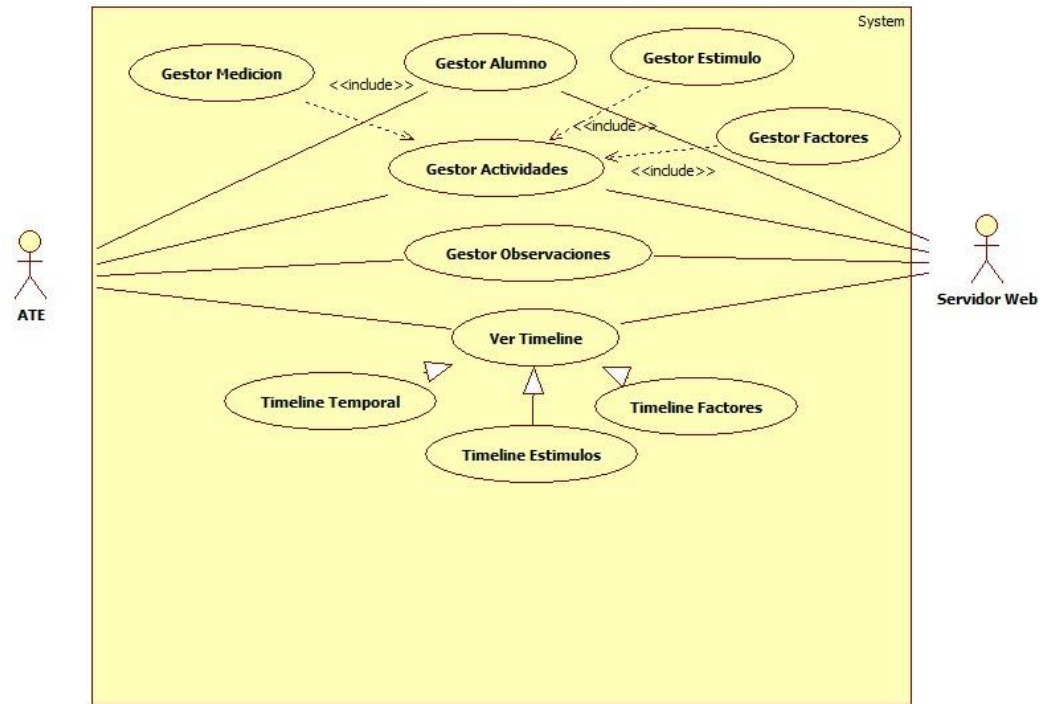 System
Gestor Medicion
Gestor Alumno
Gestor Estimulo
<<include>>
<<include>>
Gestor Factores
Gestor Actividades
<<include>>
Gestor Observaciones
ATE
Servidor Web
Ver Timeline
Timeline Temporal
Timeline Factores
Timeline Estimulos